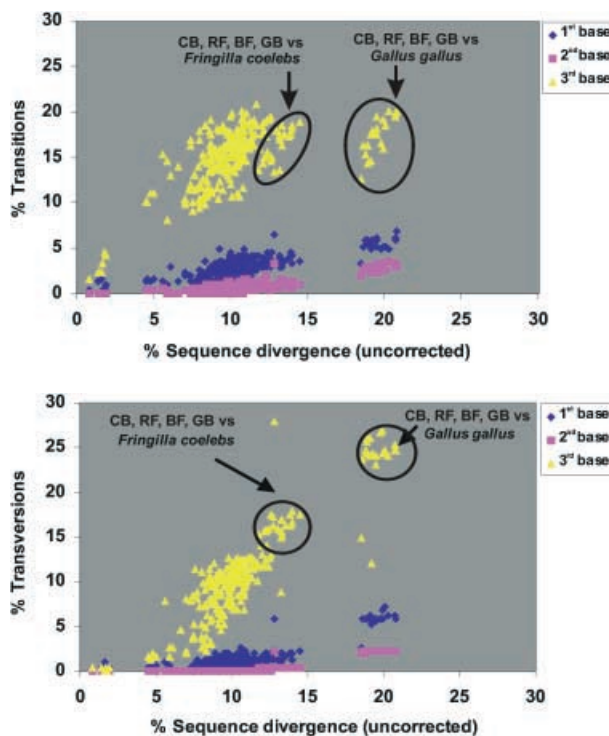 30
25
20
15
10
5
0
% Transitions
CB, RF, BF, GB vs
Fringilla coelebs
CB, RF, BF, GB vs
Gallus gallus
1st base
2nd base
3rd base
0 5 10 15 20 25 30
% Sequence divergence (uncorrected)
30
25
20
15
10
5
0
% Transversions
CB, RF, BF, GB vs
Fringilla coelebs
CB, RF, BF, GB vs
Gallus gallus
1st base
2nd base
3rd base
0 5 10 15 20 25 30
% Sequence divergence (uncorrected)